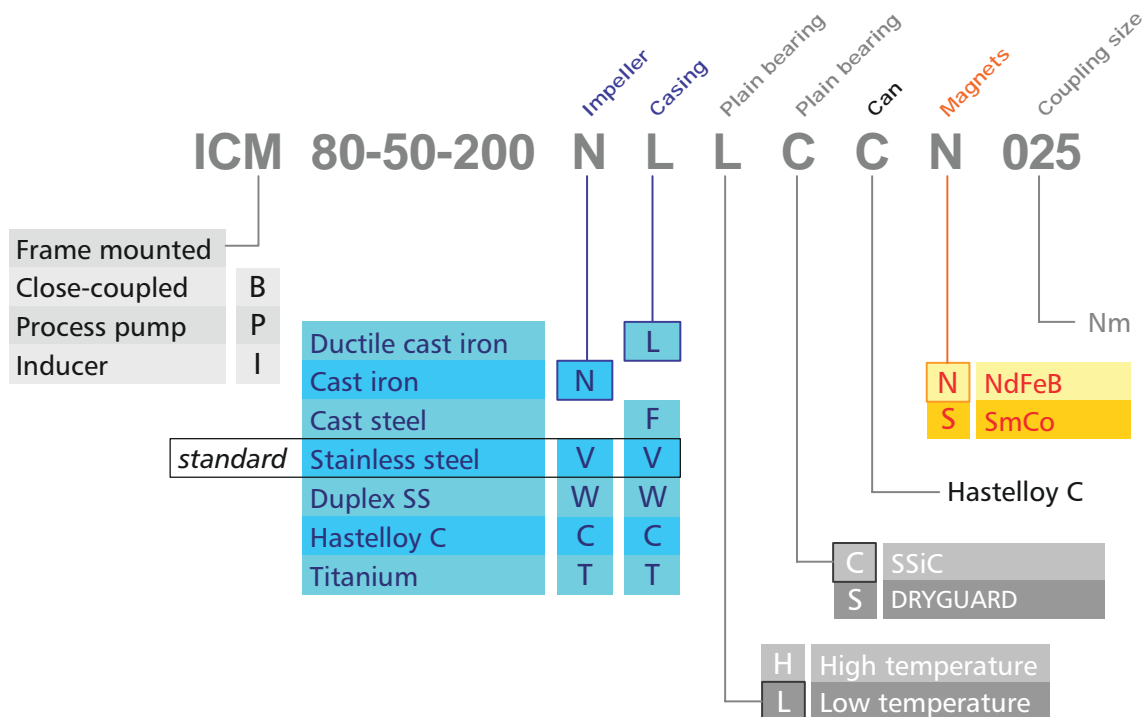 Impeller
Casing
Plain bearing
Plain bearing
Can
Magnets
Coupling size
ICM 80-50-200 N L L C C N 025
Frame mounted
Close-coupled B
Process pump P
Inducer I
Nm
Ductile cast iron L
Cast iron N
Cast steel F
standard Stainless steel V V
Duplex SS W W
Hastelloy C C C
Titanium T T
N NdFeB
S SmCo
Hastelloy C
C SSiC
S DRYGUARD
H High temperature
L Low temperature